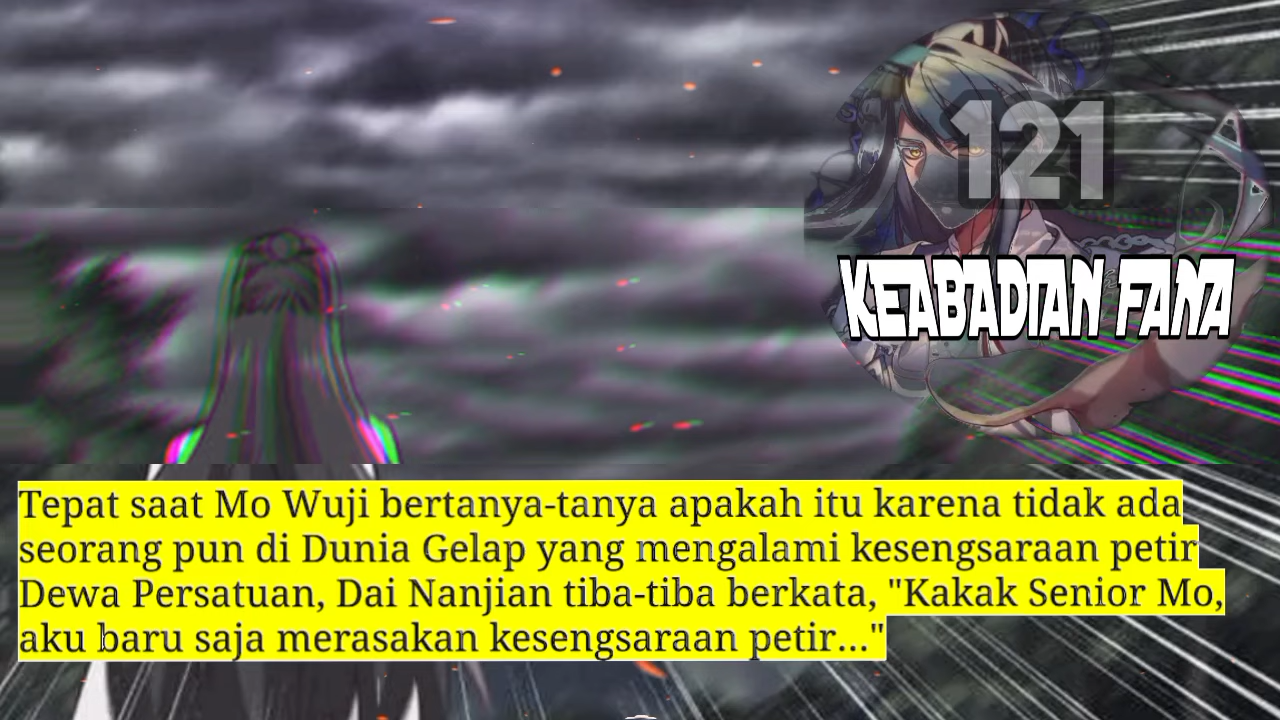 121
KEABADIAN FANA
Tepat saat Mo Wuji bertanya-tanya apakah itu karena tidak ada
seorang pun di Dunia Gelap yang mengalami kesengsaraan petir
Dewa Persatuan, Dai Nanjian tiba-tiba berkata, "Kakak Senior Mo,
aku baru saja merasakan kesengsaraan petir..."